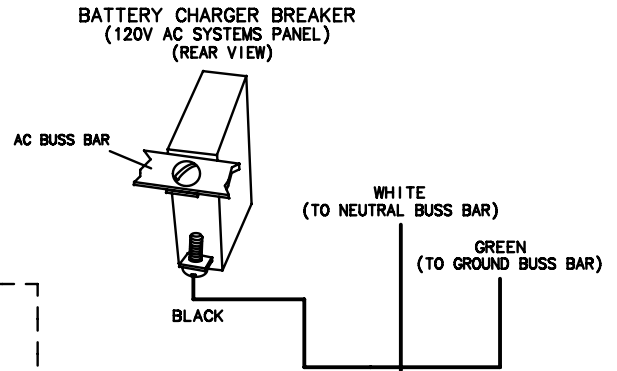 BATTERY CHARGER BREAKER
(120V AC SYSTEMS PANEL)
(REAR VIEW)
AC BUSS BAR
WHITE
(TO NEUTRAL BUSS BAR)
GREEN
(TO GROUND BUSS BAR)
BLACK